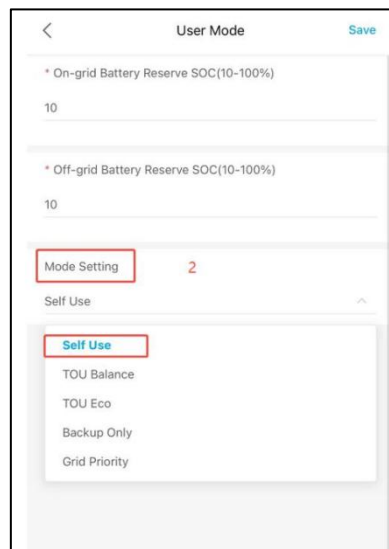 User Mode Save
* On-grid Battery Reserve SOC(10-100%)
10
* Off-grid Battery Reserve SOC(10-100%)
10
Mode Setting 2
Self Use
Self Use
TOU Balance
TOU Eco
Backup Only
Grid Priority